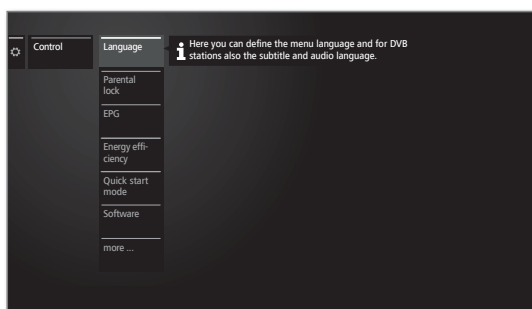 Control
Language
Here you can define the menu language and for DVB
stations also the subtitle and audio language.
Parental
lock
EPG
Energy effi-
ciency
Quick start
mode
Software
more ...